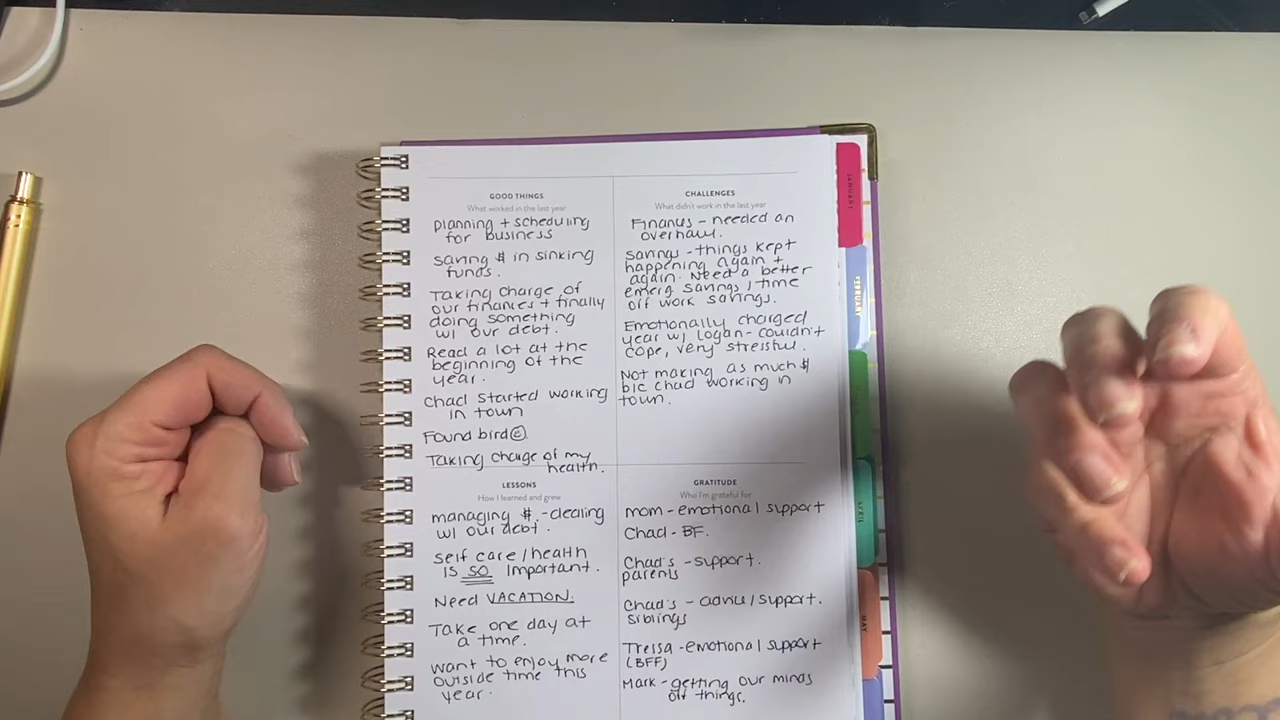 GOOD THINGS
What worked in the last year
planning + scheduling
for business
saving $ in sinking
funds.
Taking charge of
our finances + finally
doing something
w/ our debt.
Read a lot at the
beginning of the
year.
Chad started working
in town
Found bird
Taking charge of my
health.
CHALLENGES
What didn't work in the last year
Finances - needed an
overhaul.
Savings - things kept
happening again +
again. Need a better
emerg savings / time
off work savings.
Emotionally charged
year w/ Logan - couldn't
cope, very stressful.
Not making as much $
b/c Chad working in
town.
LESSONS
How I learned and grew
managing $ - dealing
w/ our debt.
self care / health
is SO important.
Need VACATION.
Take one day at
a time.
want to enjoy more
outside time this
year.
GRATITUDE
Who I'm grateful for
mom - emotional support
Chad - BF.
Chad's - support.
parents
Chad's - advice / support.
siblings
Tressa - emotional support
(BFF)
Mark - getting our minds
off things.
JANUARY
FEBRUARY
APRIL
MAY